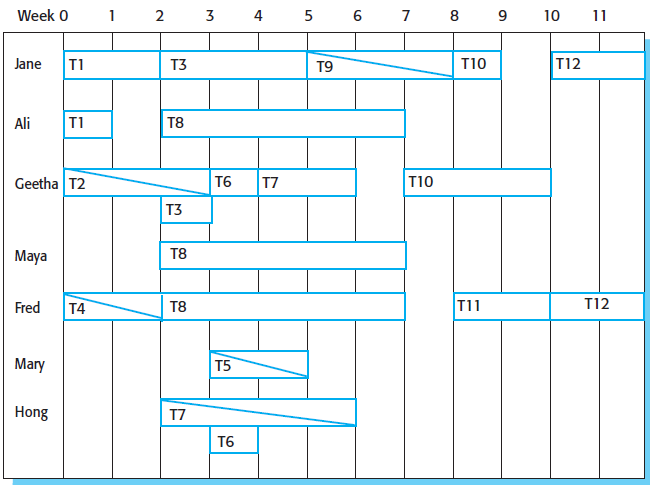 Week 0 1 2 3 4 5 6 7 8 9 10 11
Jane T1 T3 T9 T10 T12
Ali T1 T8
Geetha T2 T6 T7 T10
T3
Maya T8
Fred T4 T8 T11 T12
Mary T5
Hong T7
T6